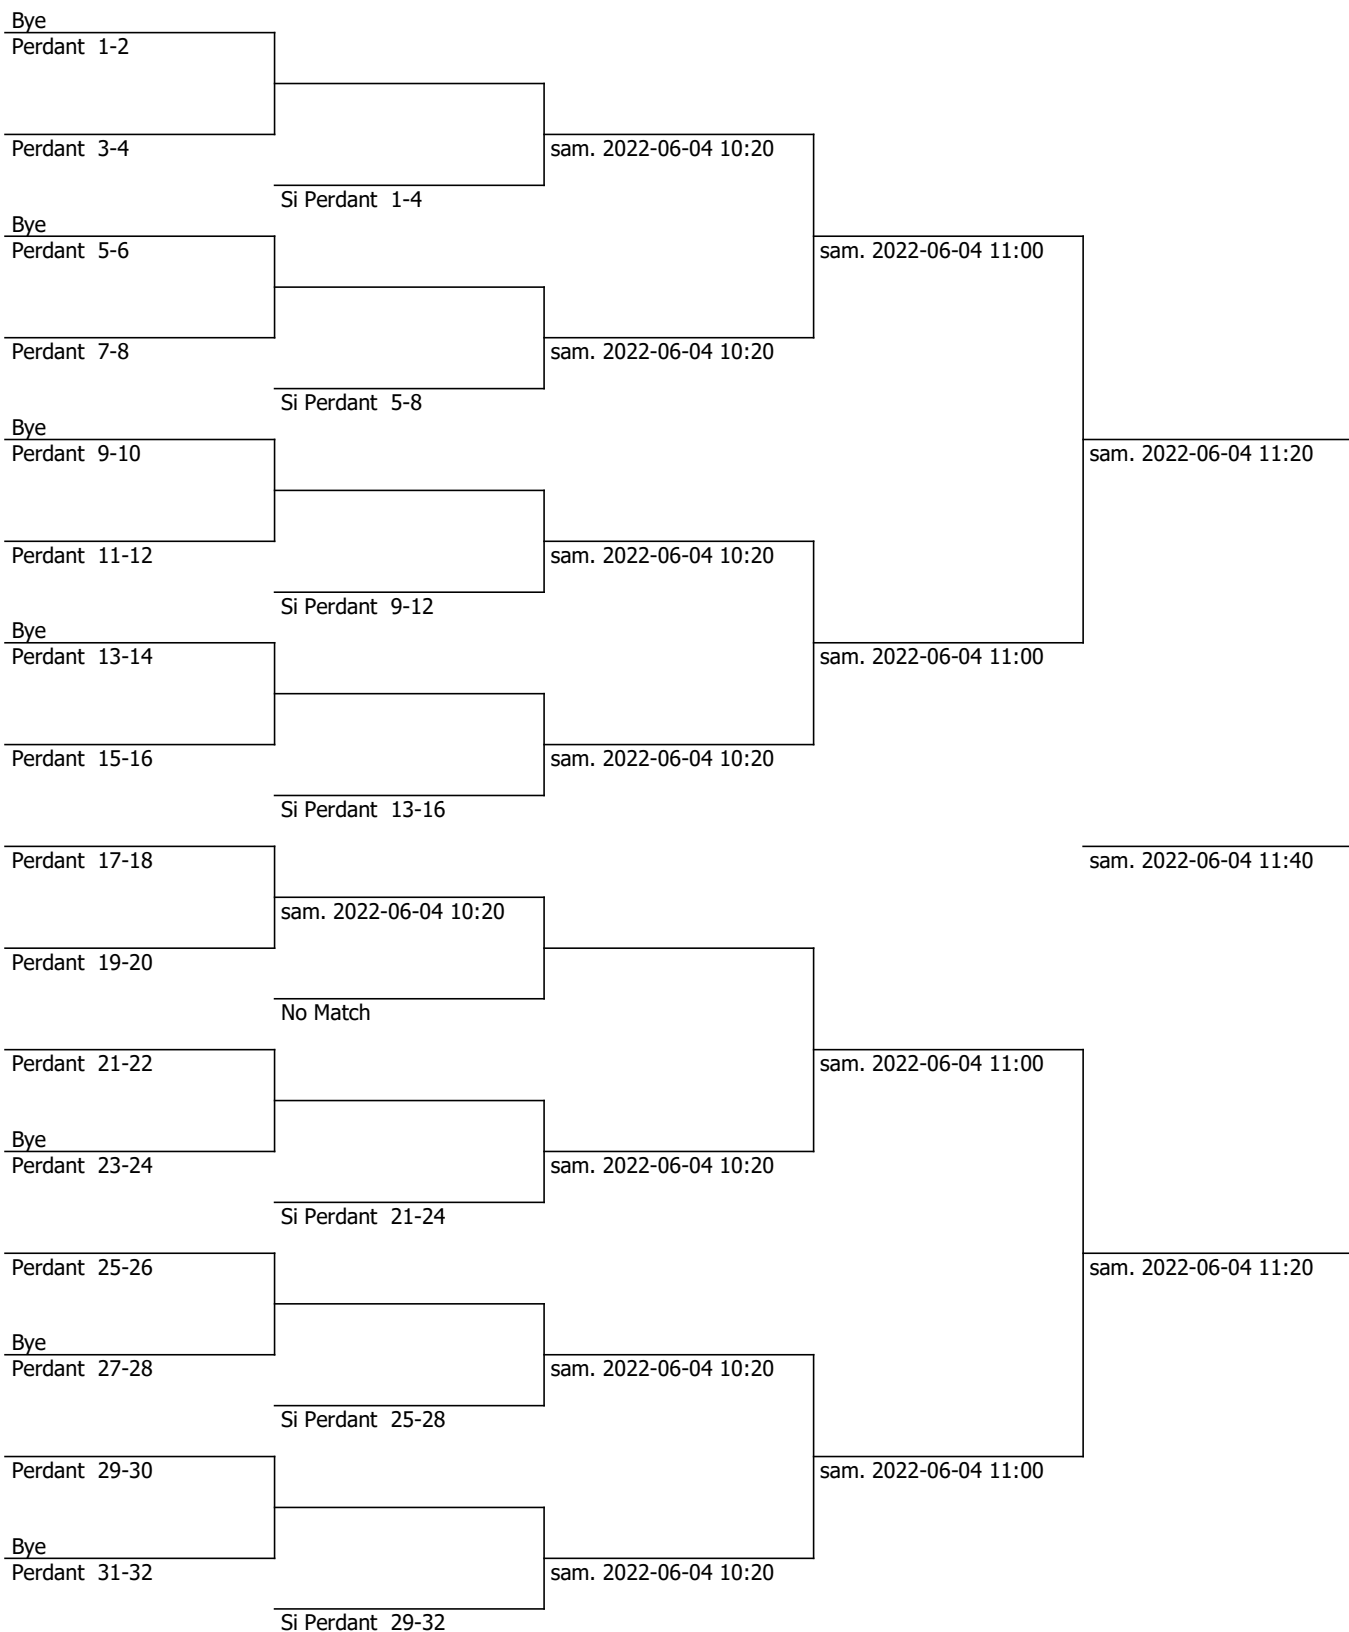 Bye
Perdant 1-2
Perdant 3-4
sam. 2022-06-04 10:20
Si Perdant 1-4
Bye
Perdant 5-6
sam. 2022-06-04 11:00
Perdant 7-8
sam. 2022-06-04 10:20
Si Perdant 5-8
Bye
Perdant 9-10
sam. 2022-06-04 11:20
Perdant 11-12
sam. 2022-06-04 10:20
Si Perdant 9-12
Bye
Perdant 13-14
sam. 2022-06-04 11:00
Perdant 15-16
sam. 2022-06-04 10:20
Si Perdant 13-16
Perdant 17-18
sam. 2022-06-04 11:40
sam. 2022-06-04 10:20
Perdant 19-20
No Match
Perdant 21-22
sam. 2022-06-04 11:00
Bye
Perdant 23-24
sam. 2022-06-04 10:20
Si Perdant 21-24
Perdant 25-26
sam. 2022-06-04 11:20
Bye
Perdant 27-28
sam. 2022-06-04 10:20
Si Perdant 25-28
Perdant 29-30
sam. 2022-06-04 11:00
Bye
Perdant 31-32
sam. 2022-06-04 10:20
Si Perdant 29-32